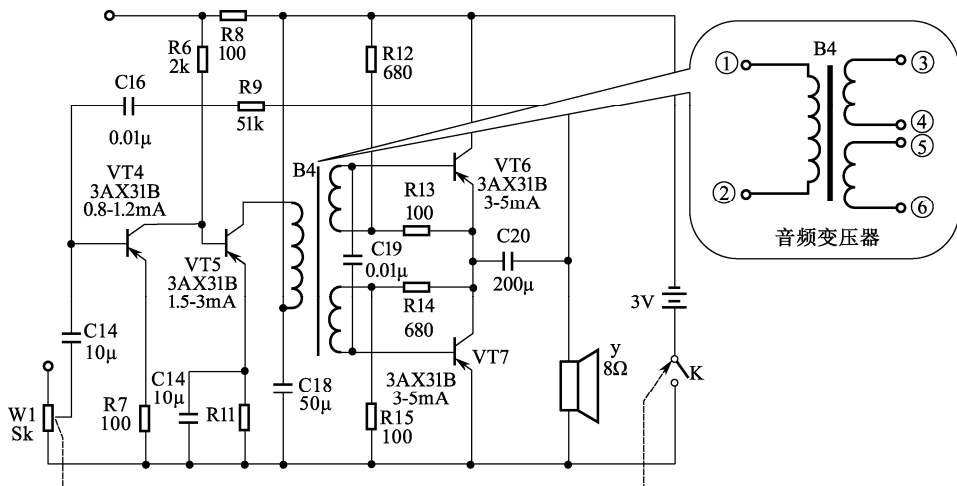 R8
100
R6
2k
R12
680
C16
0.01μ
R9
51k
VT4
3AX31B
0.8-1.2mA
B4
VT6
3AX31B
3-5mA
R13
100
C20
200μ
VT5
3AX31B
1.5-3mA
C19
0.01μ
R14
680
VT7
3AX31B
3-5mA
C14
10μ
C14
10μ
W1
Sk
R7
100
R11
C18
50μ
R15
100
y
8Ω
3V
K
B4
①
②
③
④
⑤
⑥
音频变压器